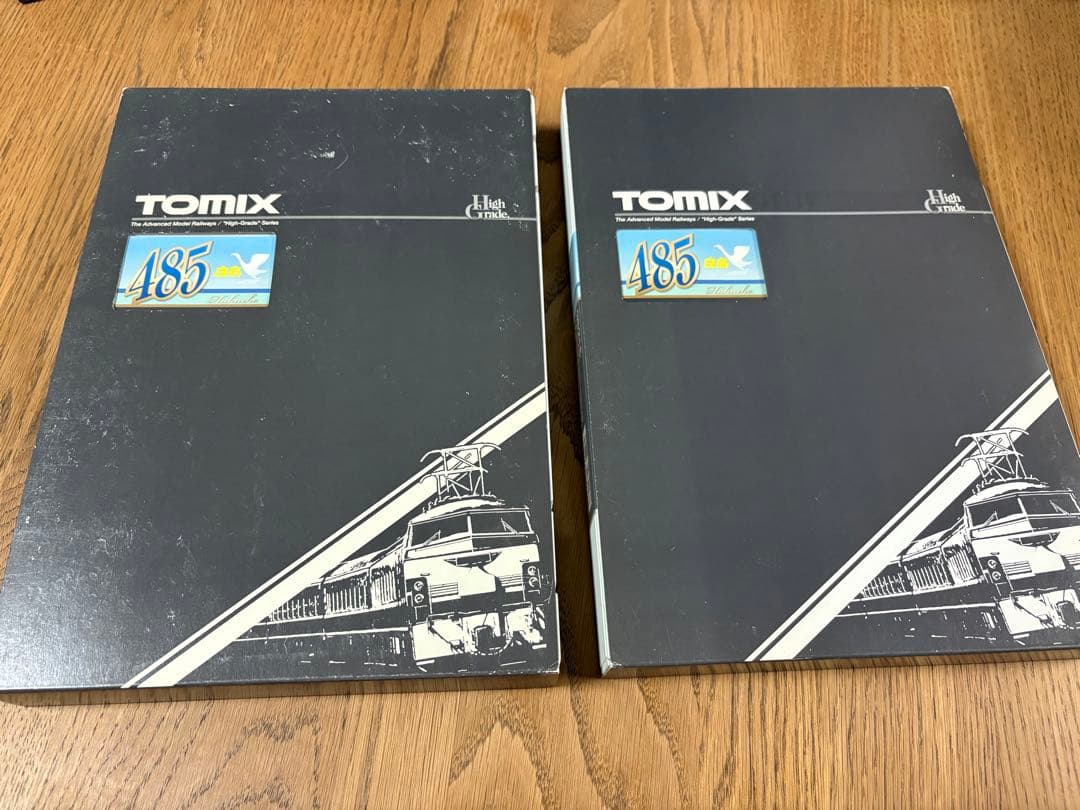 TOMIX
High
Grade
The Advanced Model Railways / "High-Grade" Series
485 白鳥
Hakucho
TOMIX
High
Grade
The Advanced Model Railways / "High-Grade" Series
485 白鳥
Hakucho